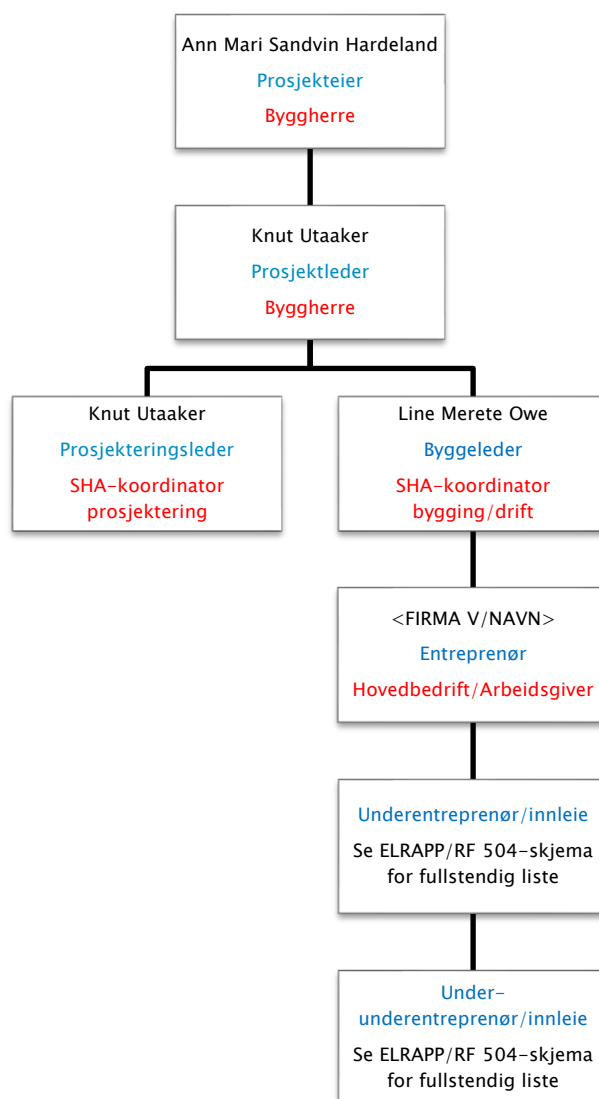 Ann Mari Sandvin Hardeland
Prosjekteier
Byggherre
Knut Utaaker
Prosjektleder
Byggherre
Knut Utaaker
Prosjekteringsleder
SHA-koordinator
prosjektering
Line Merete Owe
Byggeleder
SHA-koordinator
bygging/drift
<FIRMA V/NAVN>
Entreprenør
Hovedbedrift/Arbeidsgiver
Underentreprenør/innleie
Se ELRAPP/RF 504-skjema
for fullstendig liste
Under-
underentreprenør/innleie
Se ELRAPP/RF 504-skjema
for fullstendig liste